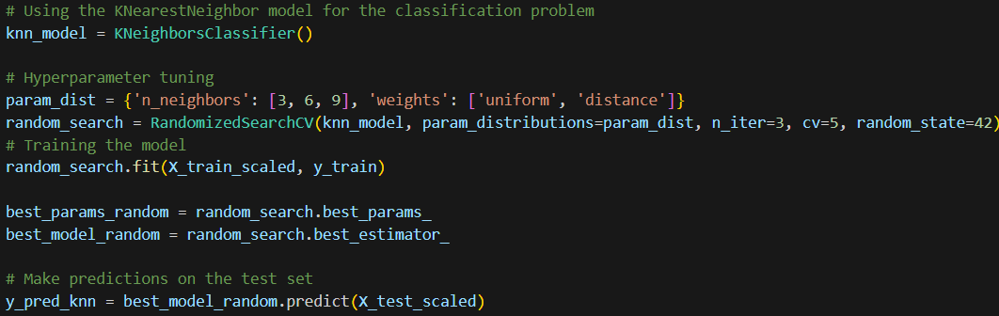 # Using the KNearestNeighbor model for the classification problem
knn_model = KNeighborsClassifier()
# Hyperparameter tuning
param_dist = {'n_neighbors': [3, 6, 9], 'weights': ['uniform', 'distance']}
random_search = RandomizedSearchCV(knn_model, param_distributions=param_dist, n_iter=3, cv=5, random_state=42)
# Training the model
random_search.fit(X_train_scaled, y_train)
best_params_random = random_search.best_params_
best_model_random = random_search.best_estimator_
# Make predictions on the test set
y_pred_knn = best_model_random.predict(X_test_scaled)